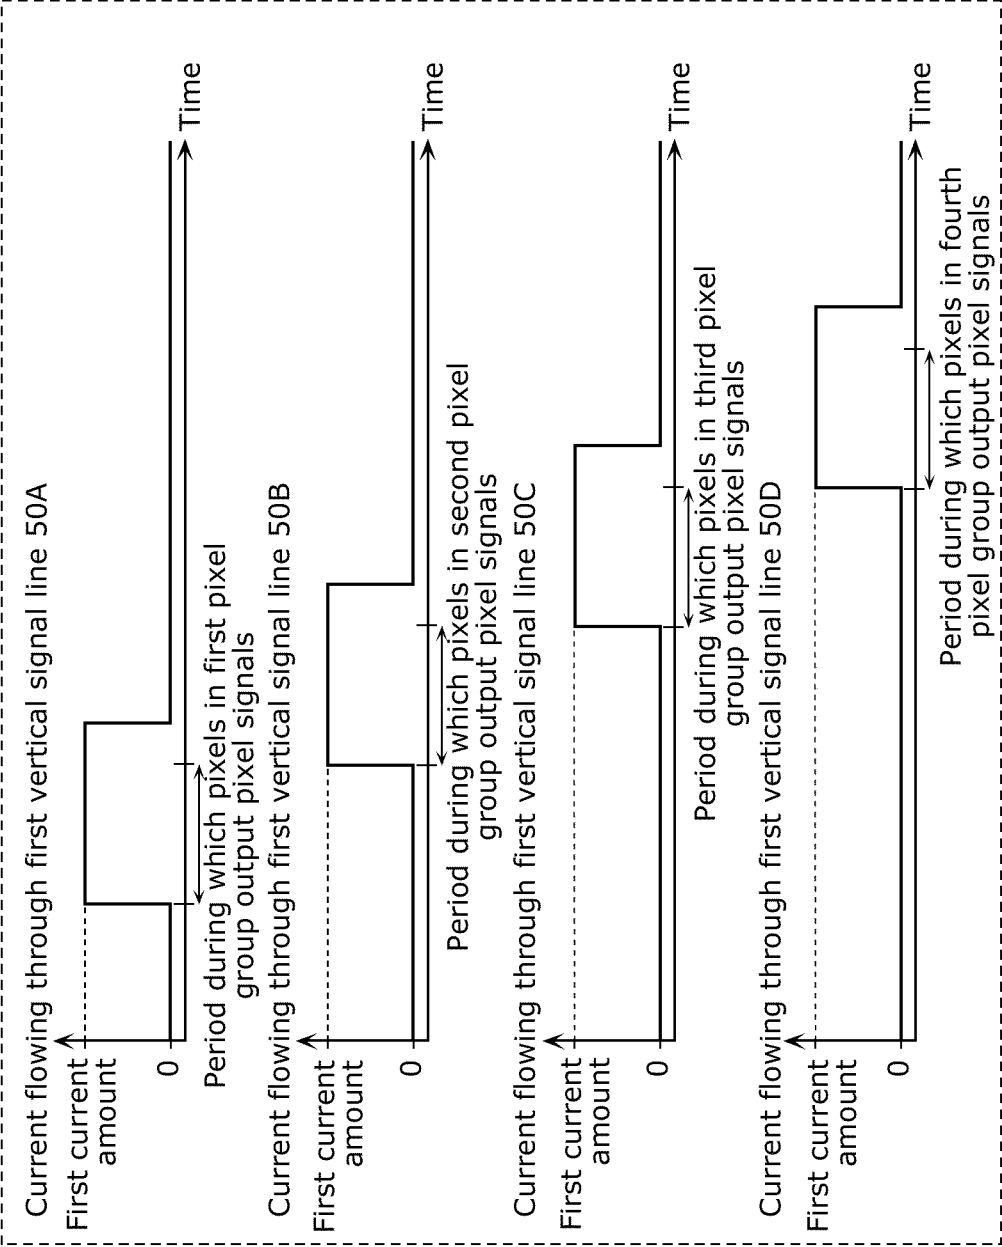 Current flowing through first vertical signal line 50A
First current
amount
0
Time
Period during which pixels in first pixel
group output pixel signals
Current flowing through first vertical signal line 50B
First current
amount
0
Time
Period during which pixels in second pixel
group output pixel signals
Current flowing through first vertical signal line 50C
First current
amount
0
Time
Period during which pixels in third pixel
group output pixel signals
Current flowing through first vertical signal line 50D
First current
amount
0
Time
Period during which pixels in fourth
pixel group output pixel signals